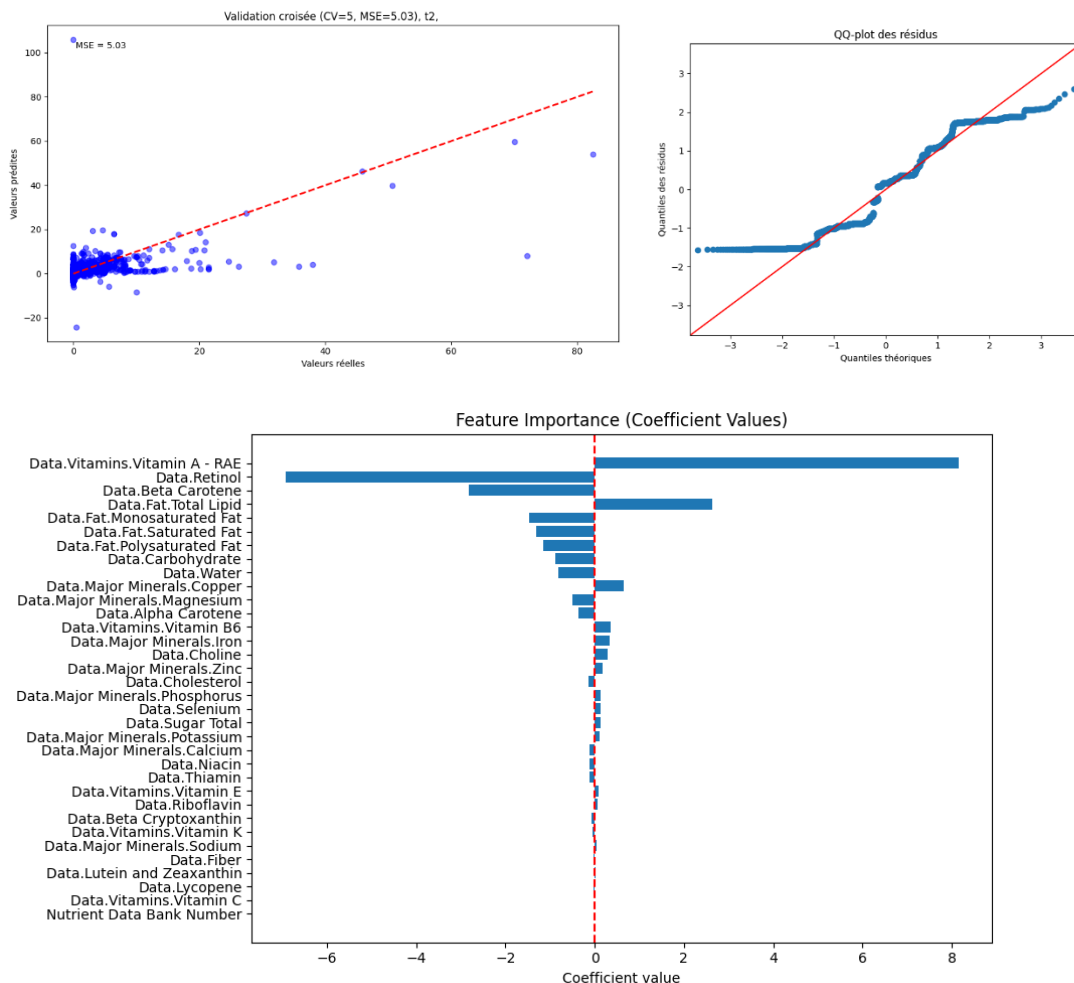 Validation croisée (CV=5, MSE=5.03), t2,
MSE = 5.03
Valeurs prédites
100
80
60
40
20
0
−20
0 20 40 60 80
Valeurs réelles
QQ-plot des résidus
Quantiles des résidus
3
2
1
0
−1
−2
−3
−3 −2 −1 0 1 2 3
Quantiles théoriques
Feature Importance (Coefficient Values)
Data.Vitamins.Vitamin A - RAE
Data.Retinol
Data.Beta Carotene
Data.Fat.Total Lipid
Data.Fat.Monosaturated Fat
Data.Fat.Saturated Fat
Data.Fat.Polysaturated Fat
Data.Carbohydrate
Data.Water
Data.Major Minerals.Copper
Data.Major Minerals.Magnesium
Data.Alpha Carotene
Data.Vitamins.Vitamin B6
Data.Major Minerals.Iron
Data.Choline
Data.Major Minerals.Zinc
Data.Cholesterol
Data.Major Minerals.Phosphorus
Data.Selenium
Data.Sugar Total
Data.Major Minerals.Potassium
Data.Major Minerals.Calcium
Data.Niacin
Data.Thiamin
Data.Vitamins.Vitamin E
Data.Riboflavin
Data.Beta Cryptoxanthin
Data.Vitamins.Vitamin K
Data.Major Minerals.Sodium
Data.Fiber
Data.Lutein and Zeaxanthin
Data.Lycopene
Data.Vitamins.Vitamin C
Nutrient Data Bank Number
−6 −4 −2 0 2 4 6 8
Coefficient value